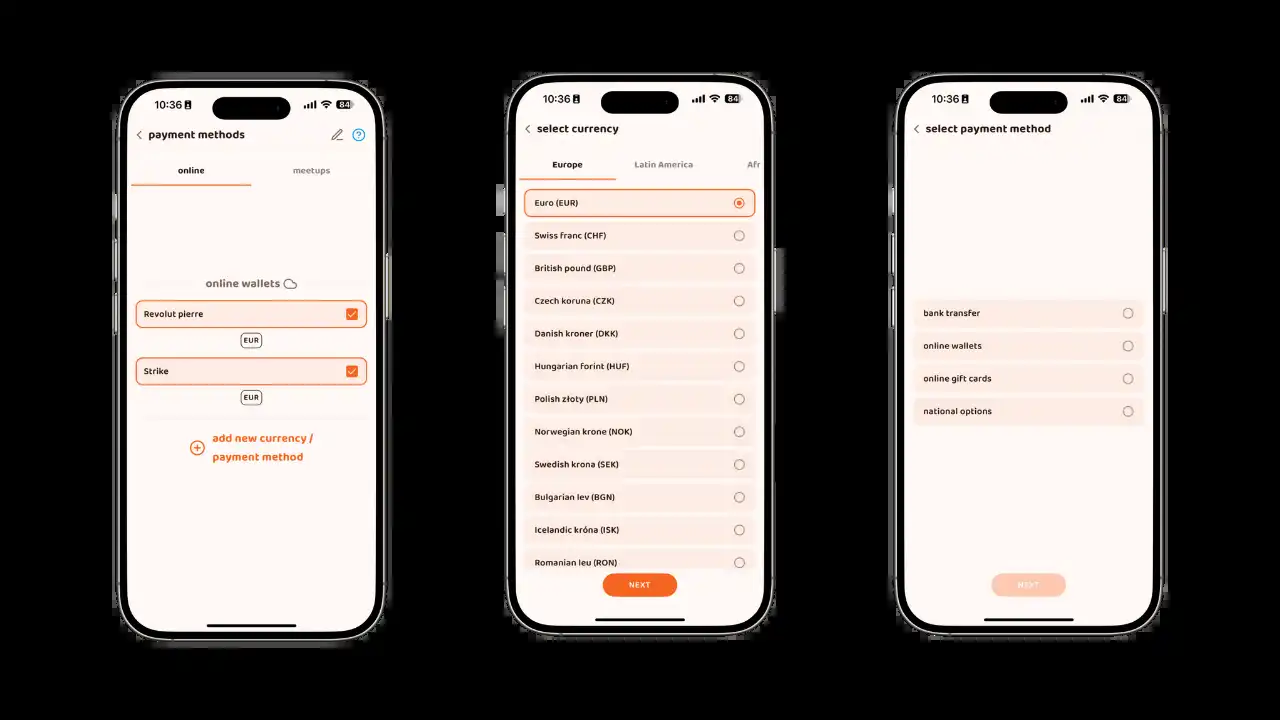 10:36
84
payment methods
online
meetups
online wallets
Revolut pierre
EUR
Strike
EUR
add new currency /
payment method
10:36
84
select currency
Europe
Latin America
Afr
Euro (EUR)
Swiss franc (CHF)
British pound (GBP)
Czech koruna (CZK)
Danish kroner (DKK)
Hungarian forint (HUF)
Polish złoty (PLN)
Norwegian krone (NOK)
Swedish krona (SEK)
Bulgarian lev (BGN)
Icelandic króna (ISK)
Romanian leu (RON)
NEXT
10:36
84
select payment method
bank transfer
online wallets
online gift cards
national options
NEXT